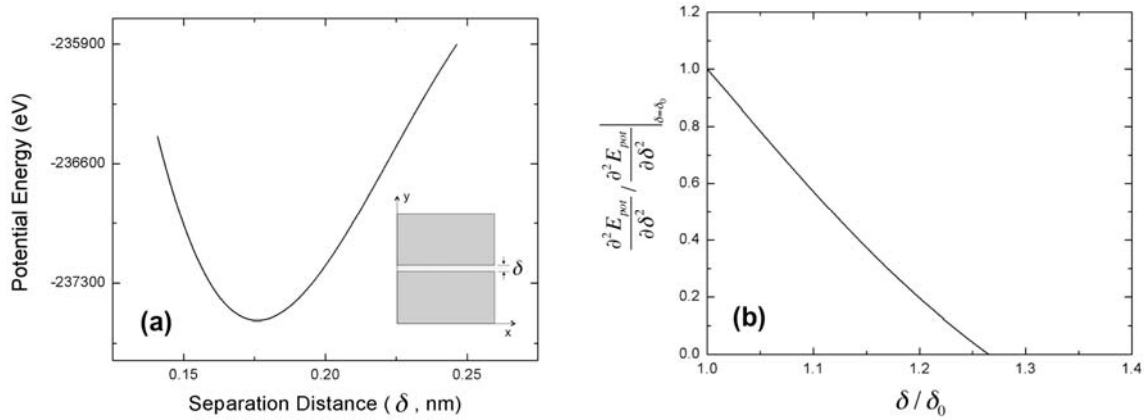 -235900
-236600
-237300
Potential Energy (eV)
0.15
0.20
0.25
Separation Distance ( δ , nm)
(a)
y
δ
x
1.2
1.0
0.8
0.6
0.4
0.2
0.0
∂²E_pot / ∂δ² / ∂²E_pot / ∂δ² |δ=δ₀
(b)
1.0
1.1
1.2
1.3
1.4
δ / δ₀